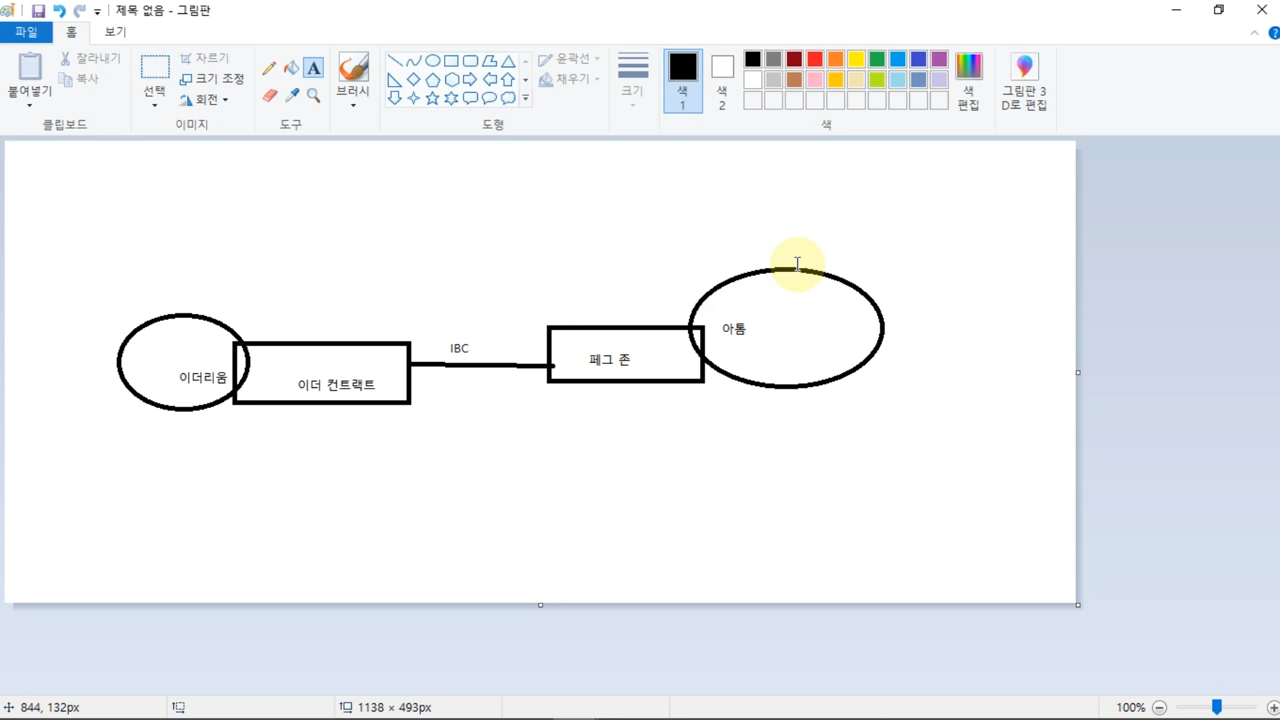 제목 없음 - 그림판
파일 홈 보기
붙여넣기
잘라내기
복사
클립보드
선택
자르기
크기 조정
회전
이미지
A
도구
브러시
윤곽선
채우기
도형
크기
색 1
색 2
색 편집
색
그림판 3D로 편집
이더리움
이더 컨트랙트
IBC
페그 존
아톰
844, 132px
1138 × 493px
100%